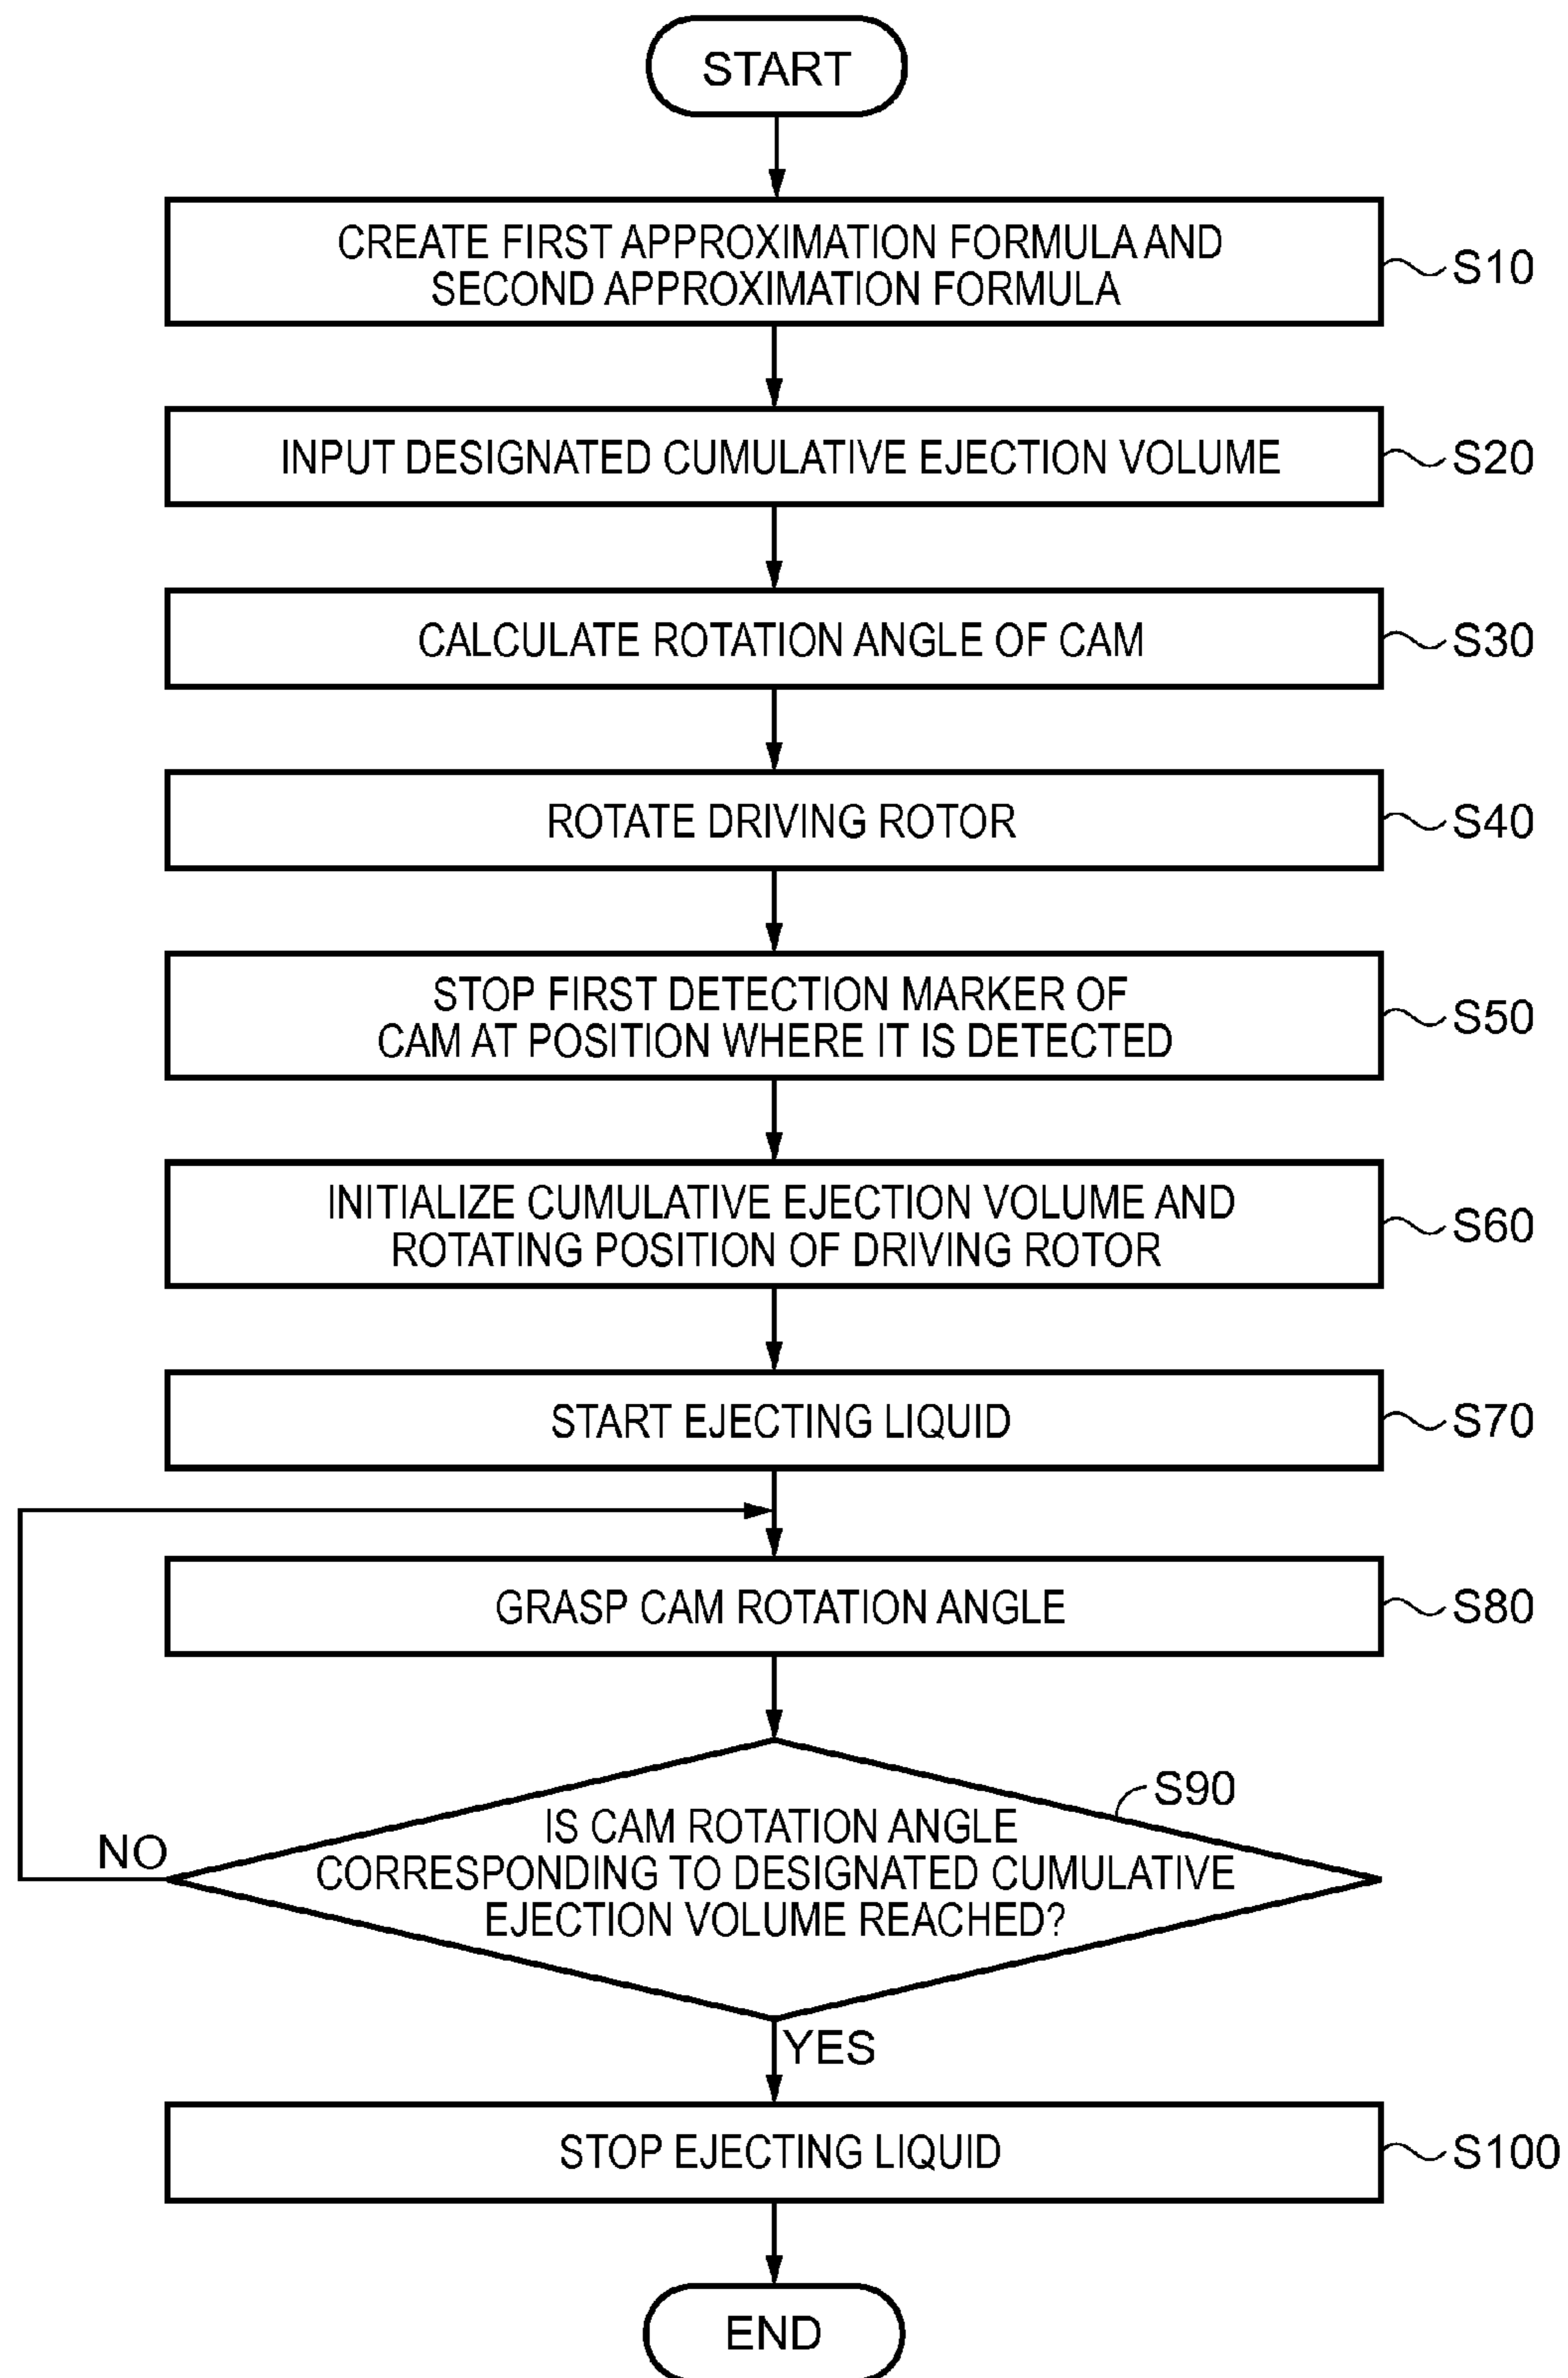 START
CREATE FIRST APPROXIMATION FORMULA AND
SECOND APPROXIMATION FORMULA
S10
INPUT DESIGNATED CUMULATIVE EJECTION VOLUME
S20
CALCULATE ROTATION ANGLE OF CAM
S30
ROTATE DRIVING ROTOR
S40
STOP FIRST DETECTION MARKER OF
CAM AT POSITION WHERE IT IS DETECTED
S50
INITIALIZE CUMULATIVE EJECTION VOLUME AND
ROTATING POSITION OF DRIVING ROTOR
S60
START EJECTING LIQUID
S70
GRASP CAM ROTATION ANGLE
S80
S90
IS CAM ROTATION ANGLE
CORRESPONDING TO DESIGNATED CUMULATIVE
EJECTION VOLUME REACHED?
NO
YES
STOP EJECTING LIQUID
S100
END